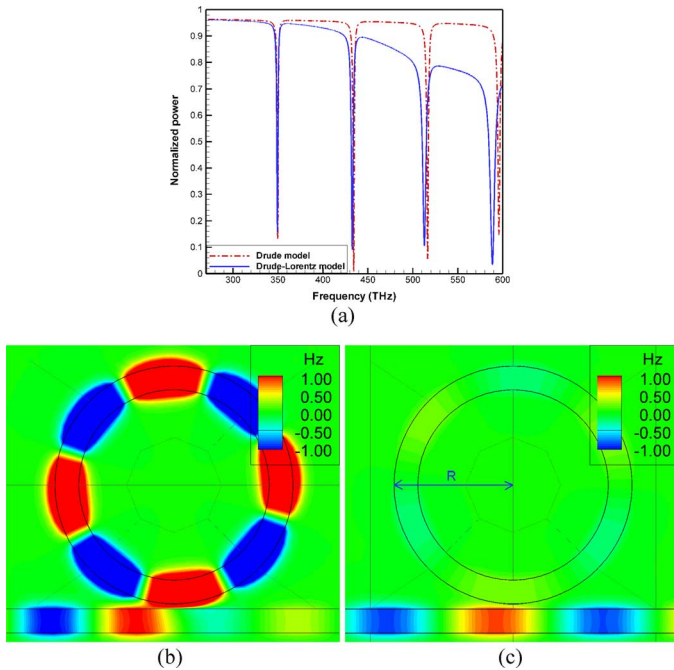 1
0.9
0.8
0.7
0.6
0.5
0.4
0.3
0.2
0.1
0
Normalized power
Drude model
Drude-Lorentz model
300 350 400 450 500 550 600
Frequency (THz)
(a)
Hz
1.00
0.50
0.00
-0.50
-1.00
(b)
Hz
1.00
0.50
0.00
-0.50
-1.00
R
(c)